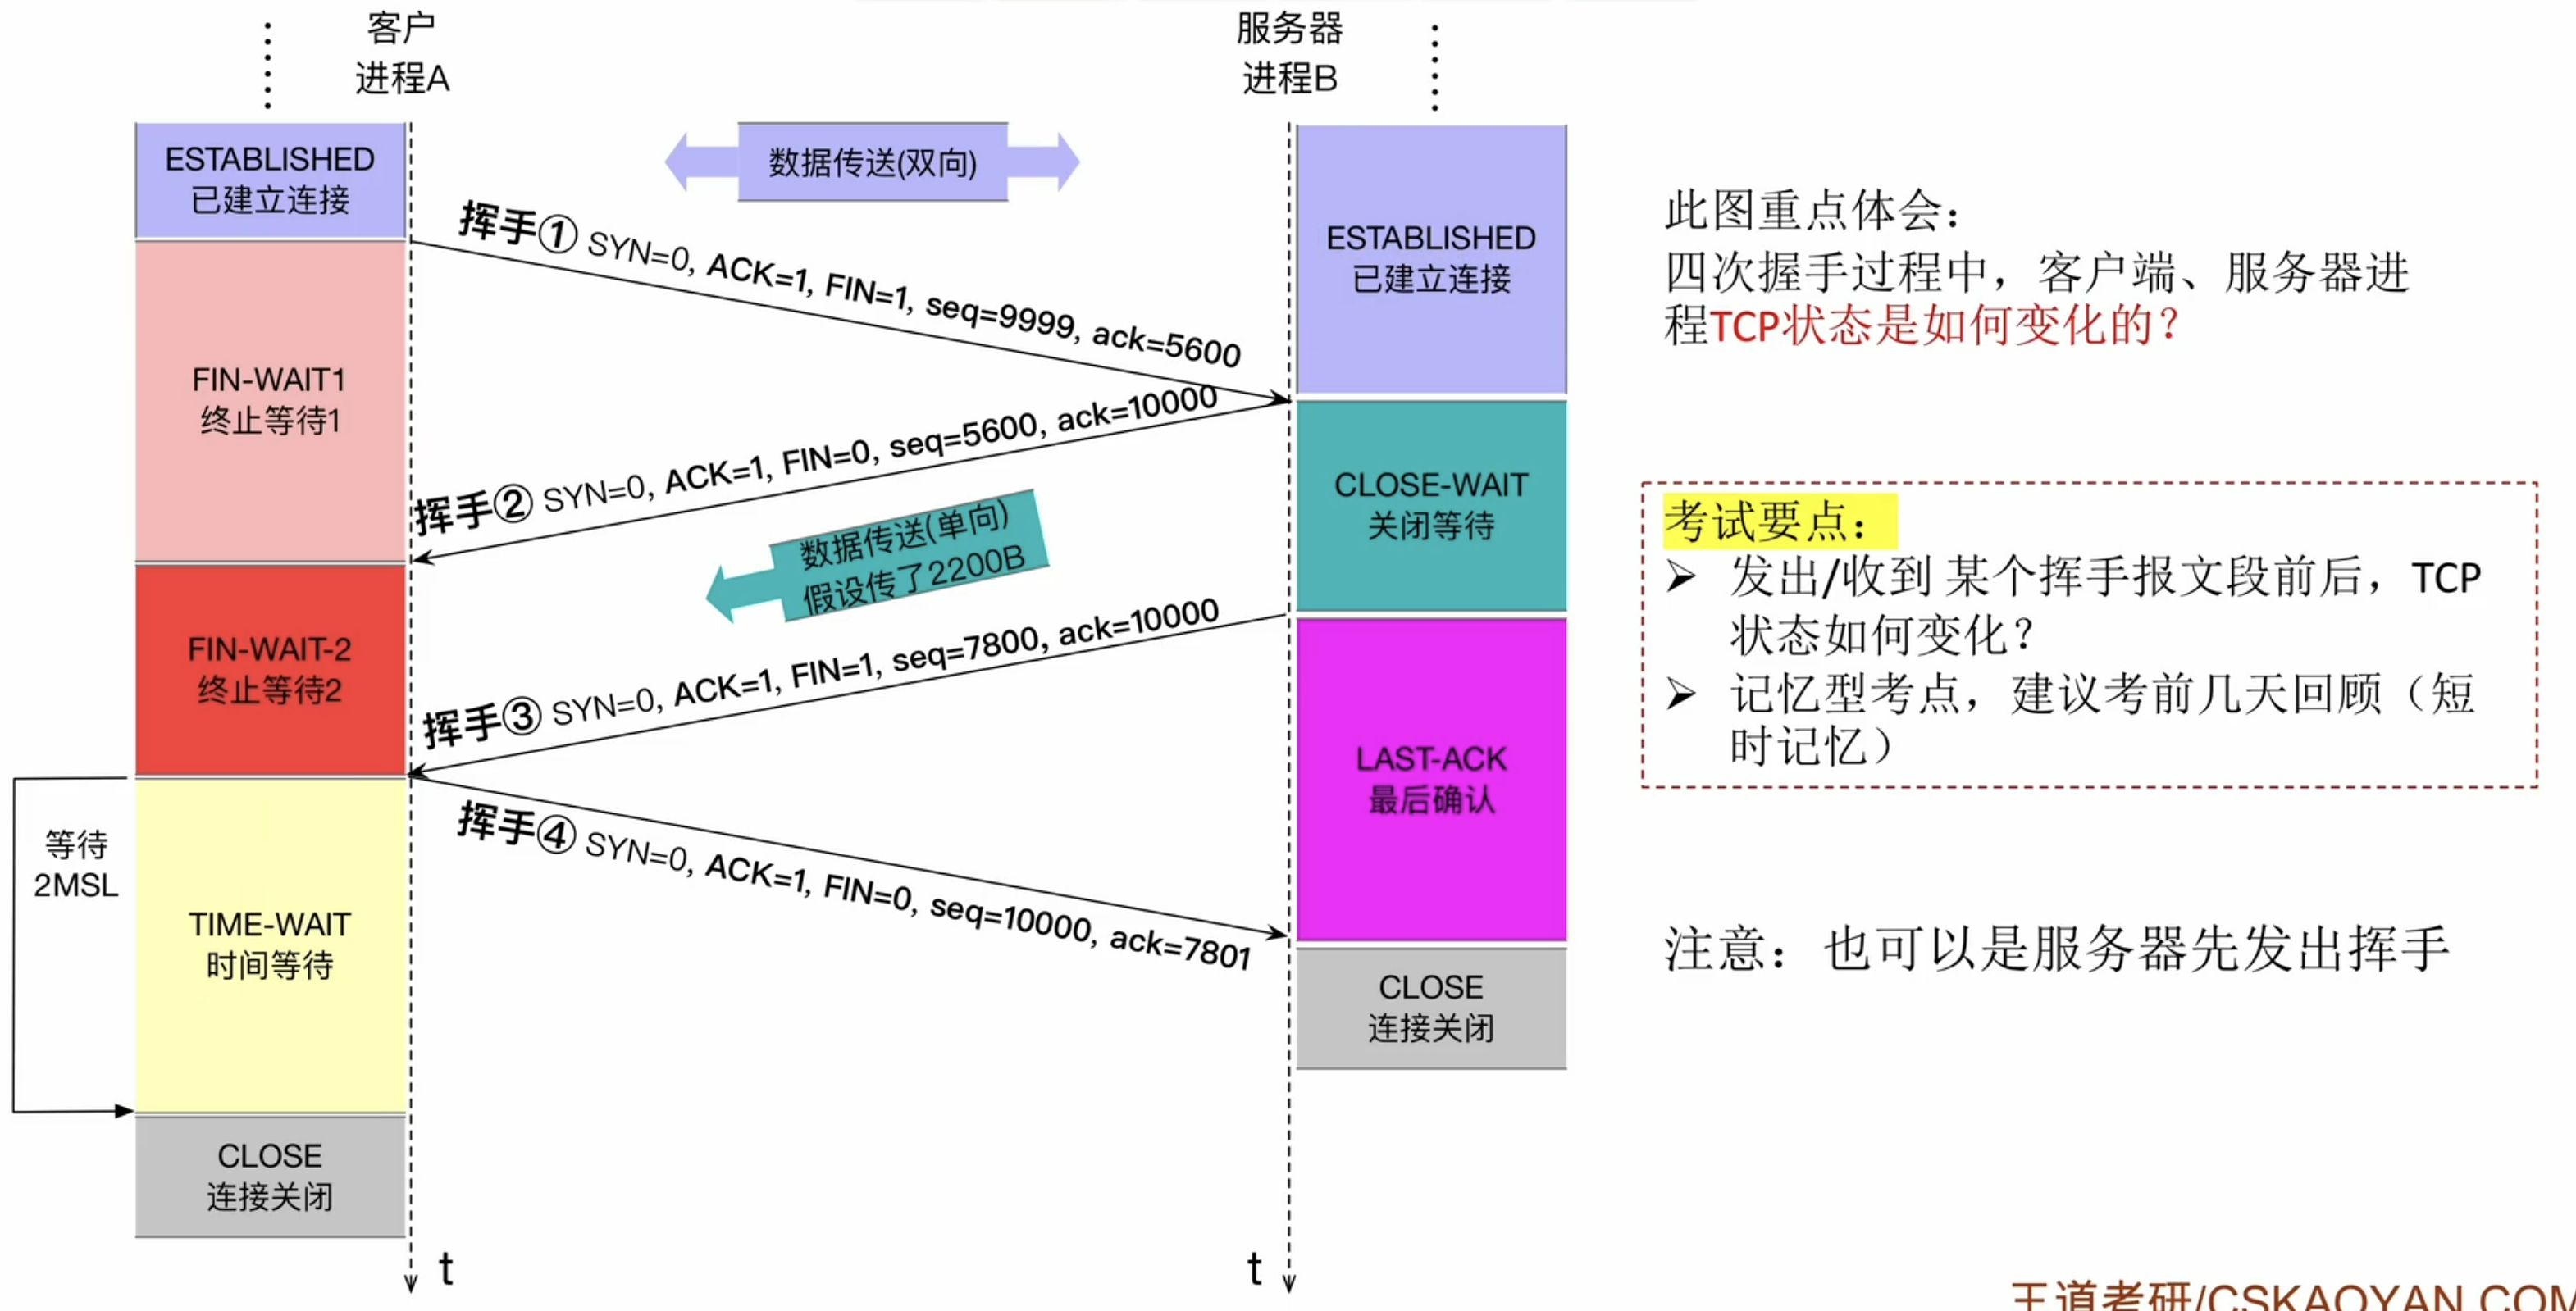 客户
进程A
服务器
进程B
ESTABLISHED
已建立连接
数据传送(双向)
ESTABLISHED
已建立连接
挥手① SYN=0, ACK=1, FIN=1, seq=9999, ack=5600
FIN-WAIT1
终止等待1
挥手② SYN=0, ACK=1, FIN=0, seq=5600, ack=10000
CLOSE-WAIT
关闭等待
数据传送(单向)
假设传了2200B
FIN-WAIT-2
终止等待2
挥手③ SYN=0, ACK=1, FIN=1, seq=7800, ack=10000
LAST-ACK
最后确认
等待
2MSL
TIME-WAIT
时间等待
挥手④ SYN=0, ACK=1, FIN=0, seq=10000, ack=7801
CLOSE
连接关闭
CLOSE
连接关闭
t
t
此图重点体会：
四次握手过程中，客户端、服务器进
程TCP状态是如何变化的？
考试要点：
➢ 发出/收到 某个挥手报文段前后，TCP
状态如何变化？
➢ 记忆型考点，建议考前几天回顾（短
时记忆）
注意：也可以是服务器先发出挥手
王道考研/CSKAOYAN.COM